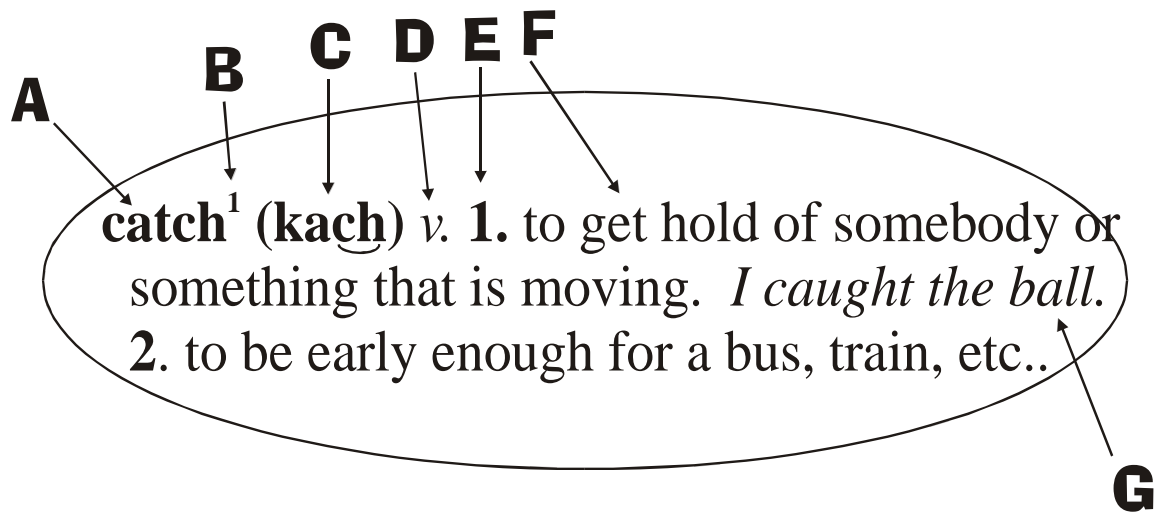 A B C D E F
catch¹ (kach) v. 1. to get hold of somebody or
something that is moving. I caught the ball.
2. to be early enough for a bus, train, etc..
G